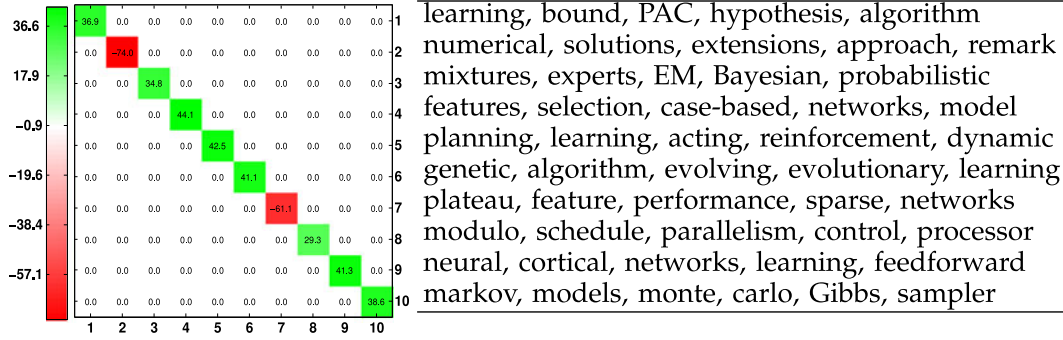 36.6
17.9
−0.9
−19.6
−38.4
−57.1
36.9 0.0 0.0 0.0 0.0 0.0 0.0 0.0 0.0 0.0 1
0.0 −74.0 0.0 0.0 0.0 0.0 0.0 0.0 0.0 0.0 2
0.0 0.0 34.8 0.0 0.0 0.0 0.0 0.0 0.0 0.0 3
0.0 0.0 0.0 44.1 0.0 0.0 0.0 0.0 0.0 0.0 4
0.0 0.0 0.0 0.0 42.5 0.0 0.0 0.0 0.0 0.0 5
0.0 0.0 0.0 0.0 0.0 41.1 0.0 0.0 0.0 0.0 6
0.0 0.0 0.0 0.0 0.0 0.0 −61.1 0.0 0.0 0.0 7
0.0 0.0 0.0 0.0 0.0 0.0 0.0 29.3 0.0 0.0 8
0.0 0.0 0.0 0.0 0.0 0.0 0.0 0.0 41.3 0.0 9
0.0 0.0 0.0 0.0 0.0 0.0 0.0 0.0 0.0 38.6 10
1 2 3 4 5 6 7 8 9 10
learning, bound, PAC, hypothesis, algorithm
numerical, solutions, extensions, approach, remark
mixtures, experts, EM, Bayesian, probabilistic
features, selection, case-based, networks, model
planning, learning, acting, reinforcement, dynamic
genetic, algorithm, evolving, evolutionary, learning
plateau, feature, performance, sparse, networks
modulo, schedule, parallelism, control, processor
neural, cortical, networks, learning, feedforward
markov, models, monte, carlo, Gibbs, sampler